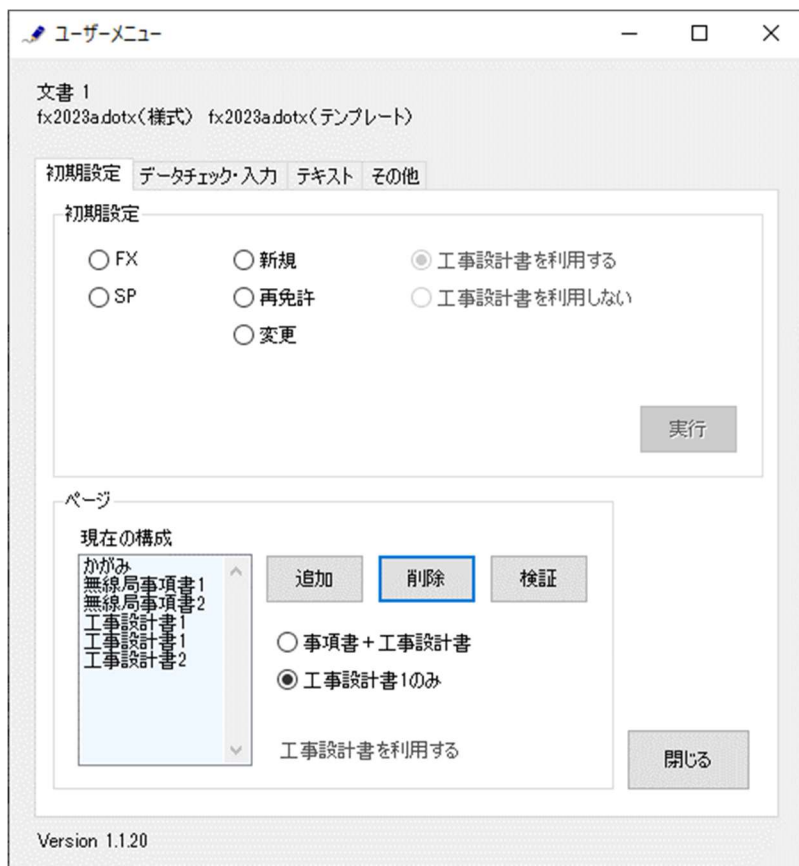 ユーザーメニュー
文書 1
fx2023a.dotx(様式) fx2023a.dotx(テンプレート)
初期設定 データチェック・入力 テキスト その他
初期設定
FX 新規 工事設計書を利用する
SP 再免許 工事設計書を利用しない
変更
実行
ページ
現在の構成
かがみ
無線局事項書1
無線局事項書2
工事設計書1
工事設計書1
工事設計書2
追加 削除 検証
事項書+工事設計書
工事設計書1のみ
工事設計書を利用する
閉じる
Version 1.1.20